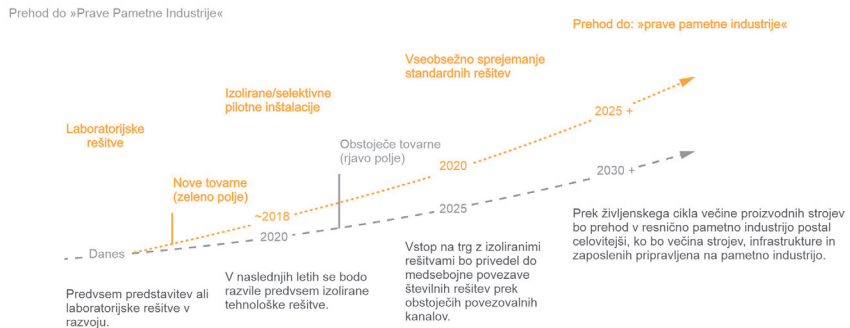 Prehod do »Prave Pametne Industrije«
Prehod do: »prave pametne industrije«
Vseobsežno sprejemanje
standardnih rešitev
Izolirane/selektivne
pilotne inštalacije
Laboratorijske
rešitve
Obstoječe tovarne
(rjavo polje)
Nove tovarne
(zeleno polje)
2025 +
2020
~2018
2030 +
2025
2020
Danes
Predvsem predstavitev ali
laboratorijske rešitve v
razvoju.
V naslednjih letih se bodo
razvile predvsem izolirane
tehnološke rešitve.
Vstop na trg z izoliranimi
rešitvami bo privedel do
medsebojne povezave
številnih rešitev prek
obstoječih povezovalnih
kanalov.
Prek življenskega cikla večine proizvodnih strojev
bo prehod v resnično pametno industrijo postal
celovitejši, ko bo večina strojev, infrastrukture in
zaposlenih pripravljena na pametno industrijo.